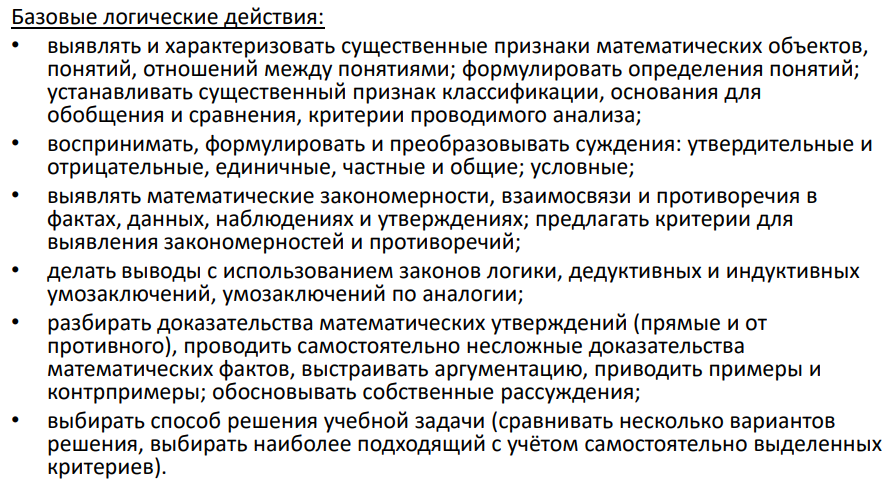 Базовые логические действия:
• выявлять и характеризовать существенные признаки математических объектов,
понятий, отношений между понятиями; формулировать определения понятий;
устанавливать существенный признак классификации, основания для
обобщения и сравнения, критерии проводимого анализа;
• воспринимать, формулировать и преобразовывать суждения: утвердительные и
отрицательные, единичные, частные и общие; условные;
• выявлять математические закономерности, взаимосвязи и противоречия в
фактах, данных, наблюдениях и утверждениях; предлагать критерии для
выявления закономерностей и противоречий;
• делать выводы с использованием законов логики, дедуктивных и индуктивных
умозаключений, умозаключений по аналогии;
• разбирать доказательства математических утверждений (прямые и от
противного), проводить самостоятельно несложные доказательства
математических фактов, выстраивать аргументацию, приводить примеры и
контрпримеры; обосновывать собственные рассуждения;
• выбирать способ решения учебной задачи (сравнивать несколько вариантов
решения, выбирать наиболее подходящий с учётом самостоятельно выделенных
критериев).